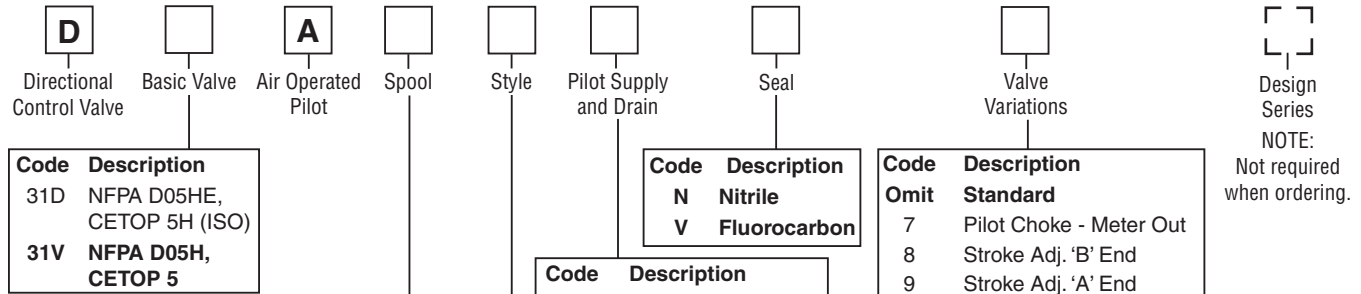 D
A
Directional Control Valve
Basic Valve
Air Operated Pilot
Spool
Style
Pilot Supply and Drain
Seal
Valve Variations
Design Series
NOTE:
Not required
when ordering.
Code Description
31D NFPA D05HE,
CETOP 5H (ISO)
31V NFPA D05H,
CETOP 5
Code Description
Code Description
N Nitrile
V Fluorocarbon
Code Description
Omit Standard
7 Pilot Choke - Meter Out
8 Stroke Adj. ‘B’ End
9 Stroke Adj. ‘A’ End